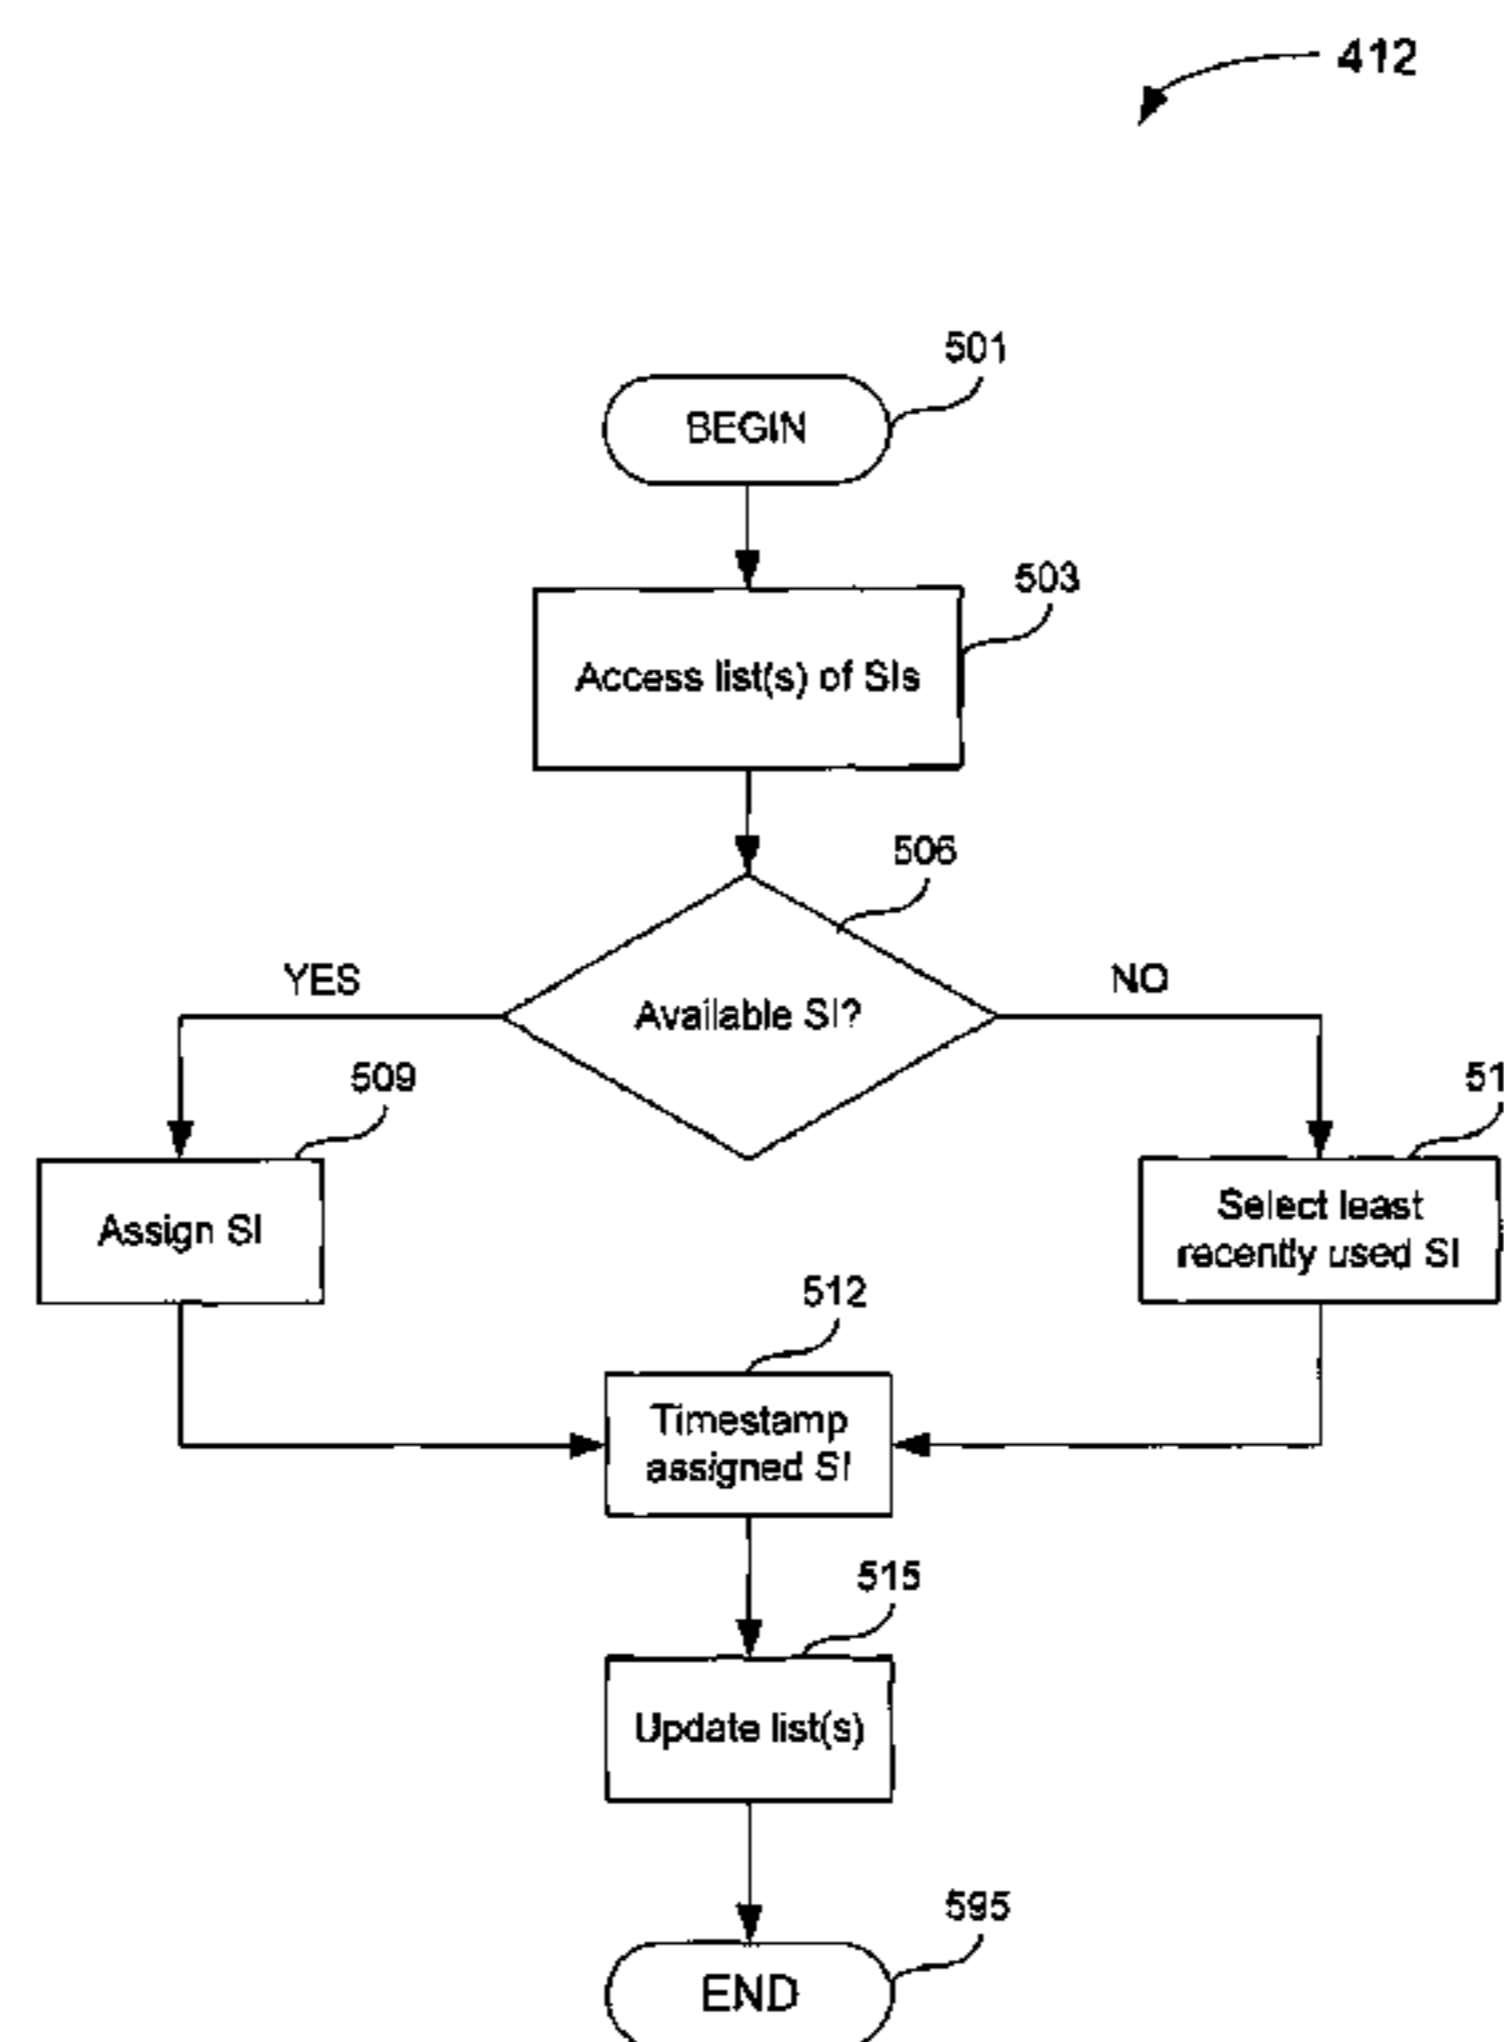 412
501
BEGIN
503
Access list(s) of SIs
506
YES
Available SI?
NO
509
51
Assign SI
Select least
recently used SI
512
Timestamp
assigned SI
515
Update list(s)
595
END